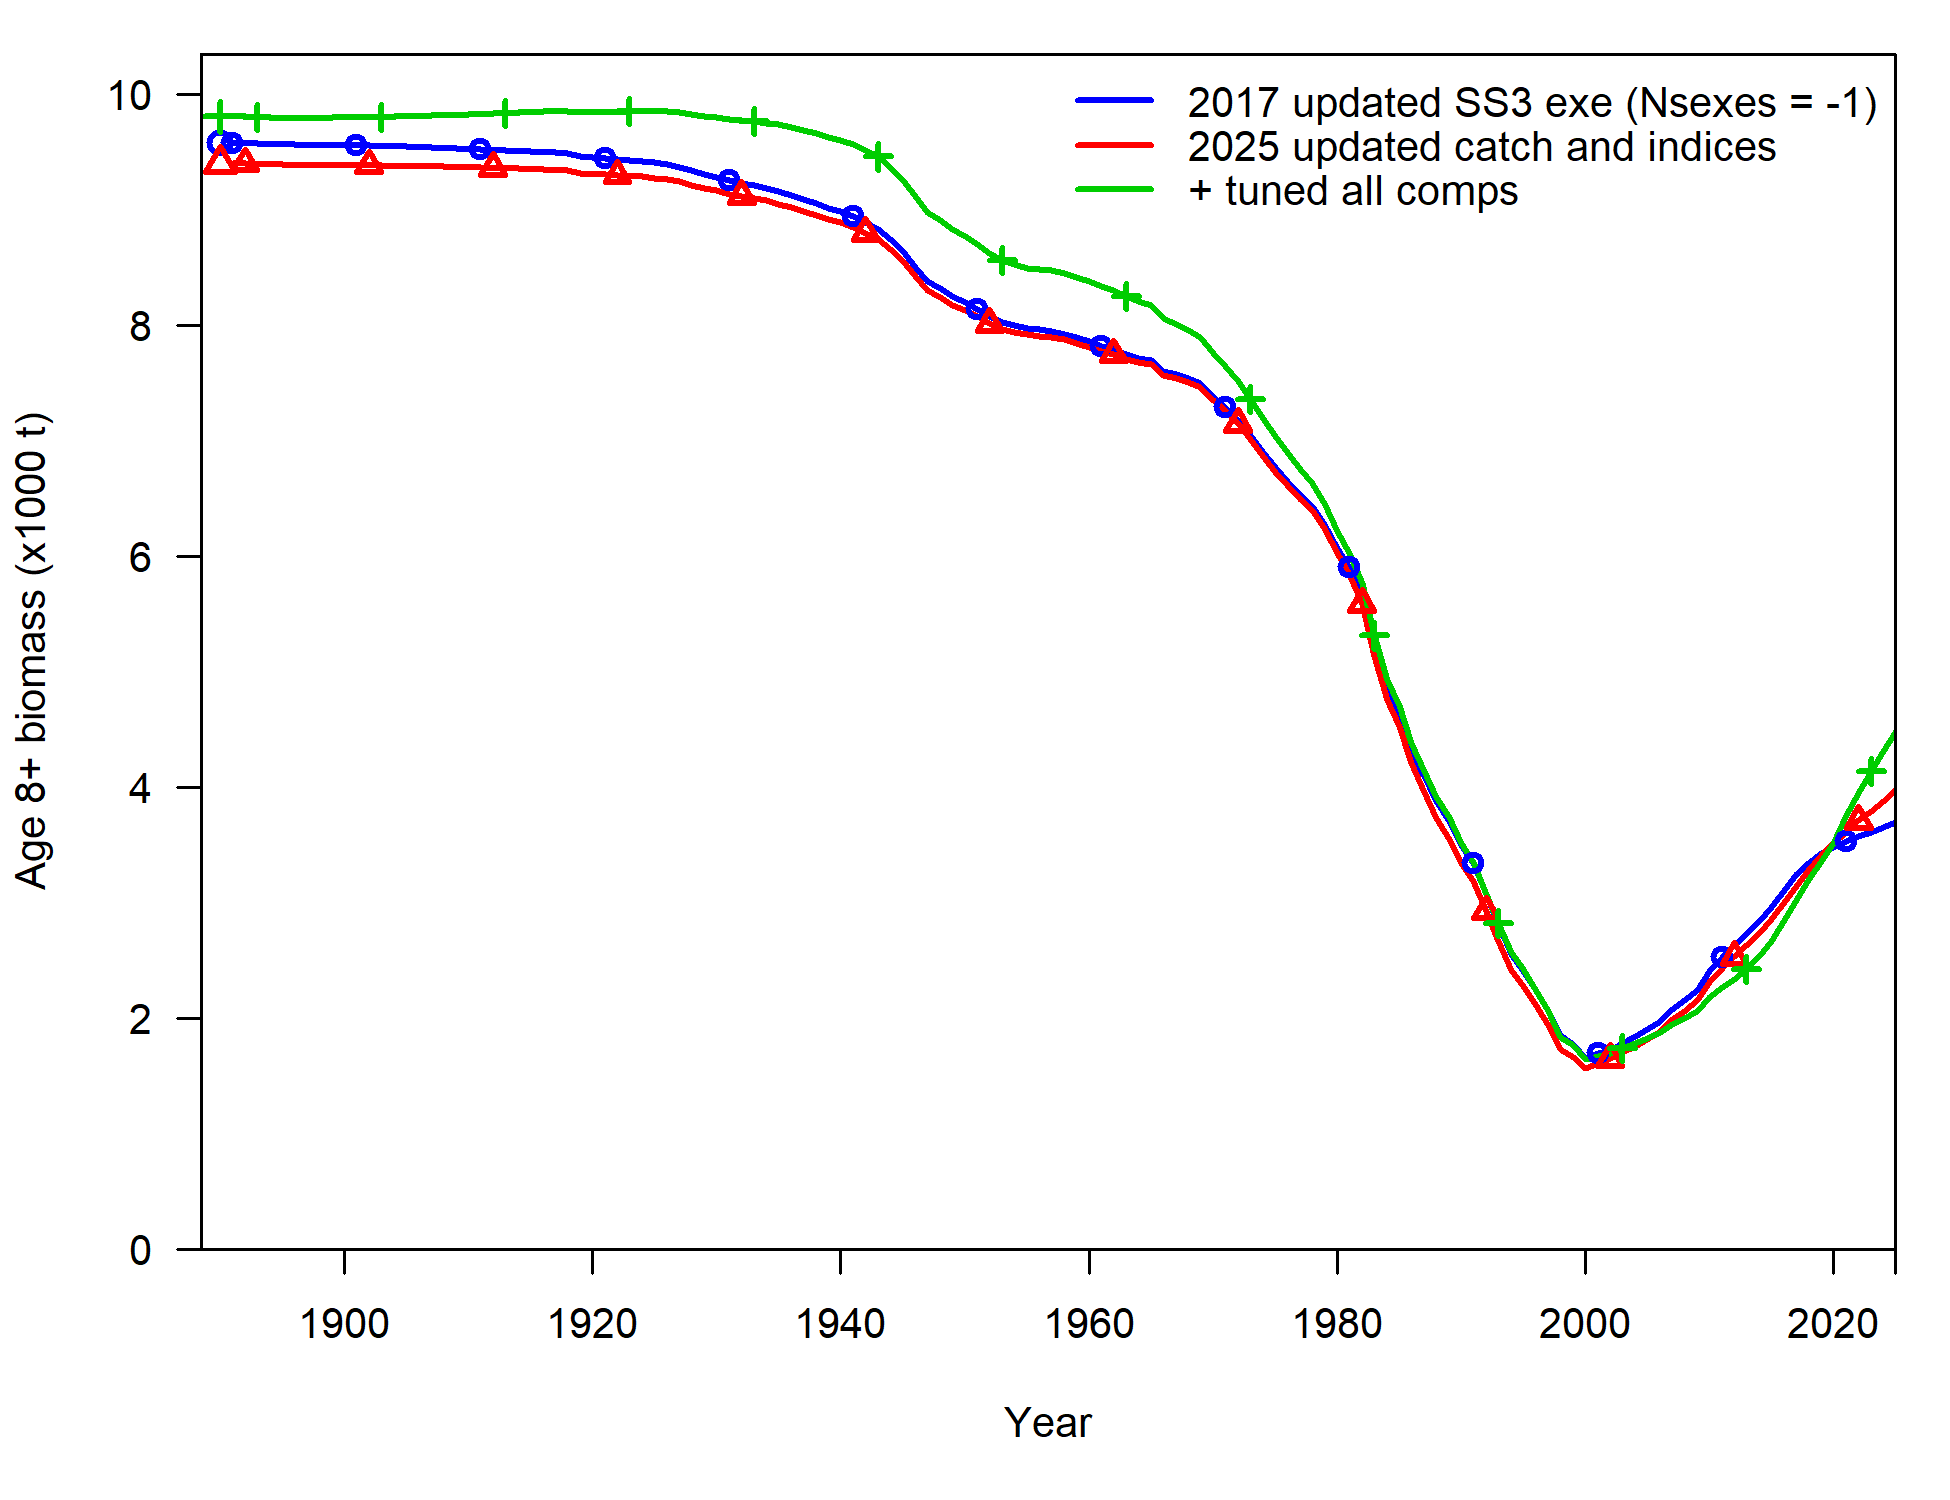 2017 updated SS3 exe (Nsexes = -1)
2025 updated catch and indices
+ tuned all comps
Age 8+ biomass (x1000 t)
10
8
6
4
2
0
1900 1920 1940 1960 1980 2000 2020
Year